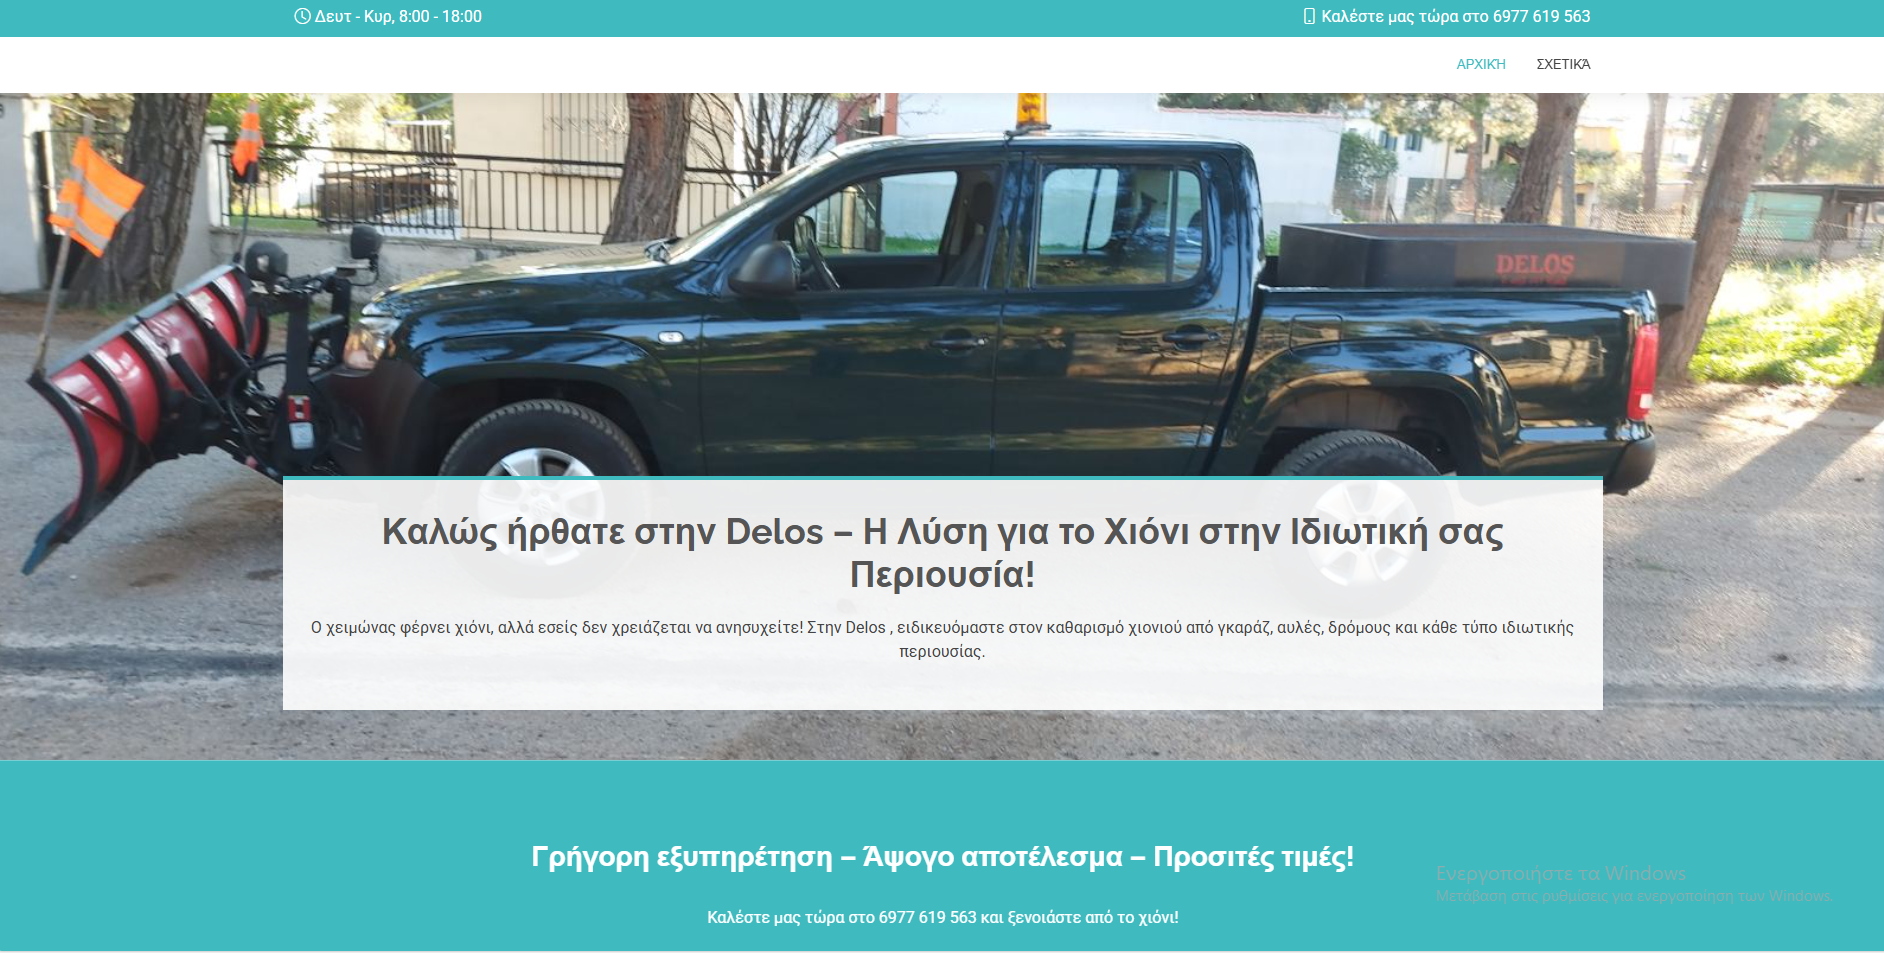 Δευτ - Κυρ, 8:00 - 18:00
Καλέστε μας τώρα στο 6977 619 563
ΑΡΧΙΚΉ
ΣΧΕΤΙΚΆ
DELOS
Καλώς ήρθατε στην Delos – Η Λύση για το Χιόνι στην Ιδιωτική σας
Περιουσία!
Ο χειμώνας φέρνει χιόνι, αλλά εσείς δεν χρειάζεται να ανησυχείτε! Στην Delos , ειδικευόμαστε στον καθαρισμό χιονιού από γκαράζ, αυλές, δρόμους και κάθε τύπο ιδιωτικής
περιουσίας.
Γρήγορη εξυπηρέτηση – Άψογο αποτέλεσμα – Προσιτές τιμές!
Καλέστε μας τώρα στο 6977 619 563 και ξενοιάστε από το χιόνι!
Ενεργοποιήστε τα Windows
Μετάβαση στις ρυθμίσεις για ενεργοποίηση των Windows.